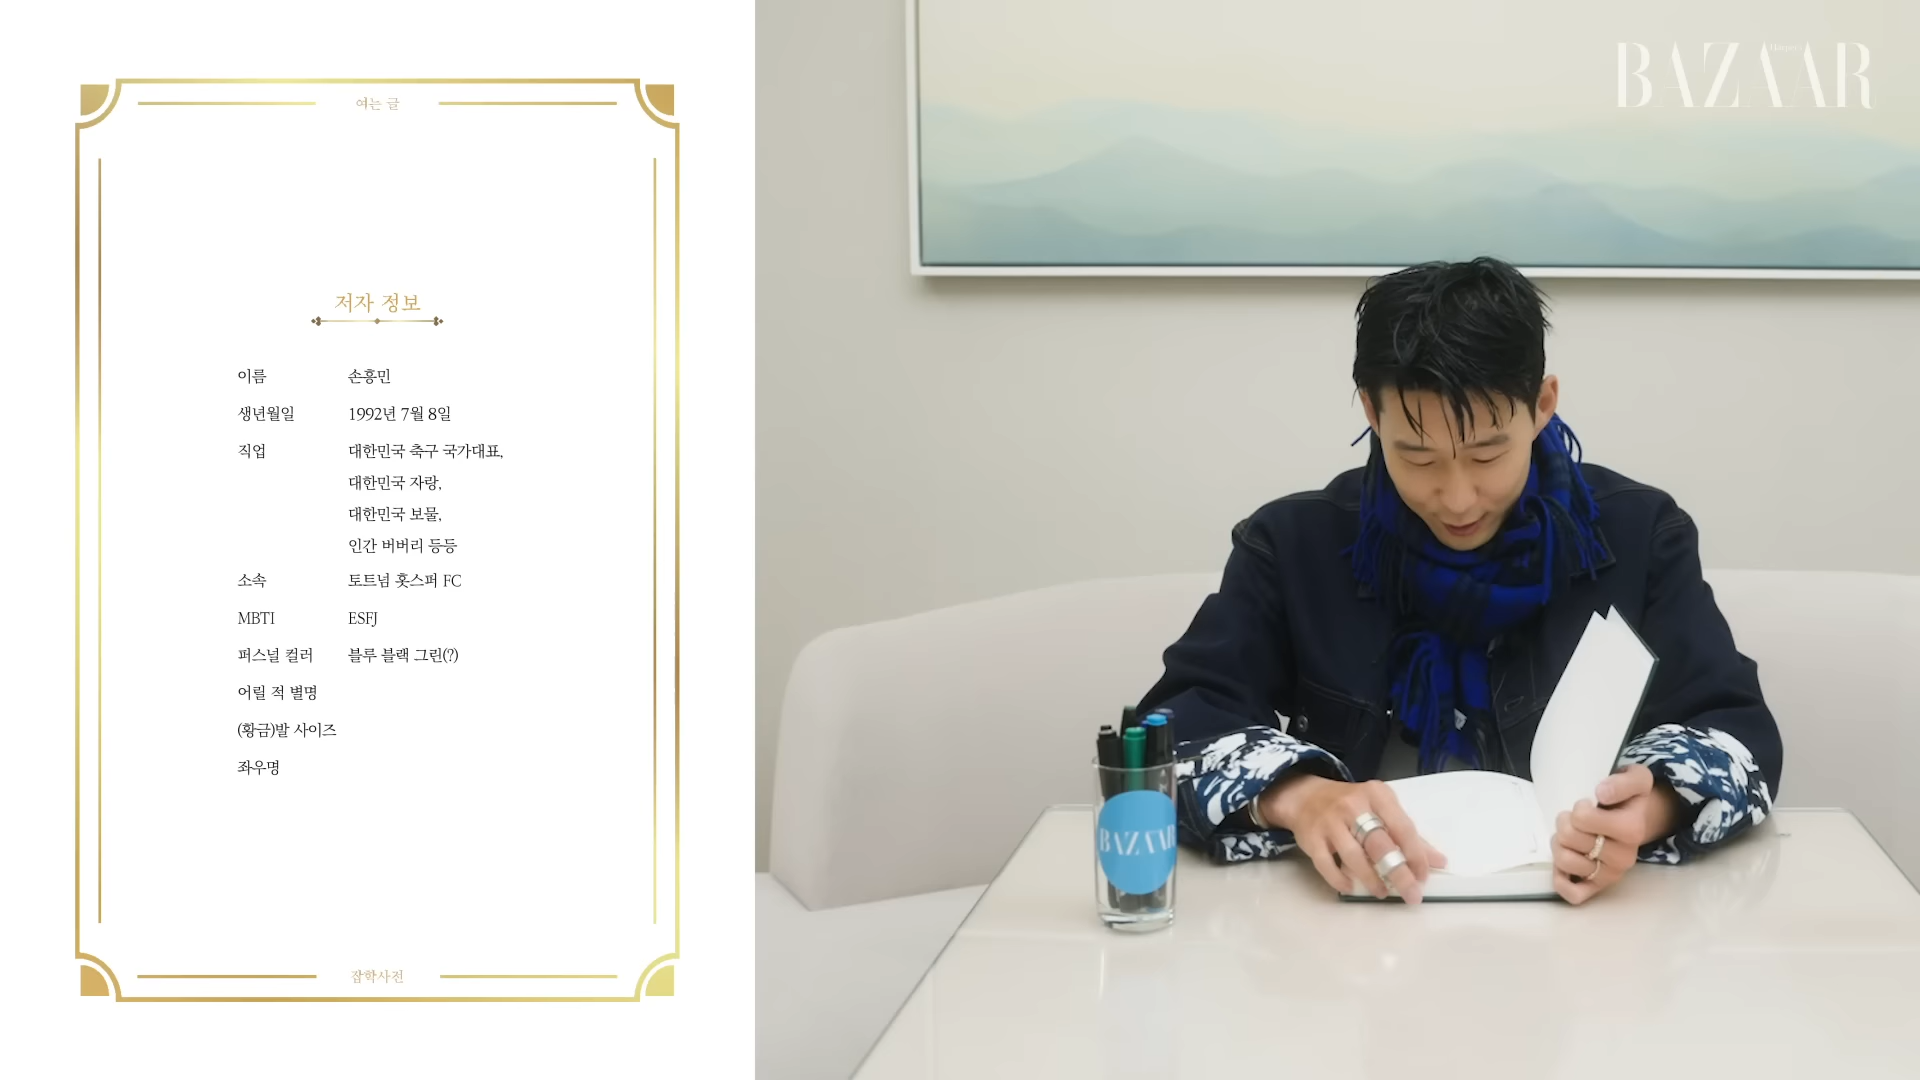 여는 글
저자 정보
이름 손흥민
생년월일 1992년 7월 8일
직업 대한민국 축구 국가대표,
대한민국 자랑,
대한민국 보물,
인간 버버리 등등
소속 토트넘 홋스퍼 FC
MBTI ESFJ
퍼스널 컬러 블루 블랙 그린(?)
어릴 적 별명
(황금)발 사이즈
좌우명
잡학사전
Harper's
BAZAAR
BAZAAR